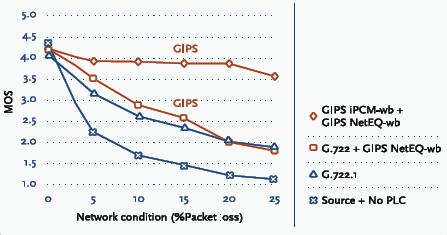 5.0
4.5
4.0
3.5
3.0
2.5
2.0
1.5
1.0
MOS
GIPS
GIPS
0 5 10 15 20 25
Network condition (%Packet :oss)
GIPS iPCM-wb +
GIPS NetEQ-wb
G.722 + GIPS NetEQ-wb
G.722.1
Source + No PLC